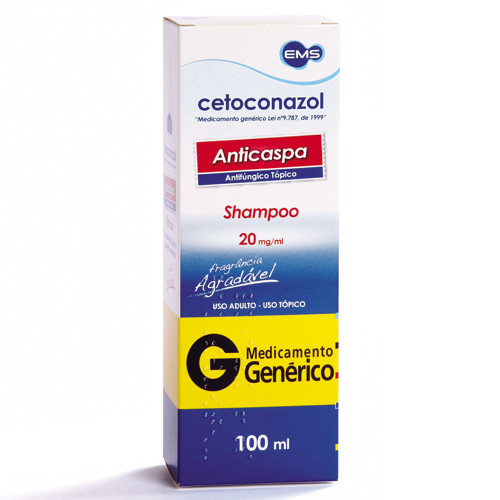 EMS
cetoconazol
"Medicamento genérico Lei nº9.787, de 1999"
Anticaspa
Antifúngico Tópico
Shampoo
20 mg/ml
fragrância
Agradável
USO ADULTO - USO TÓPICO
G Medicamento
Genérico
100 ml